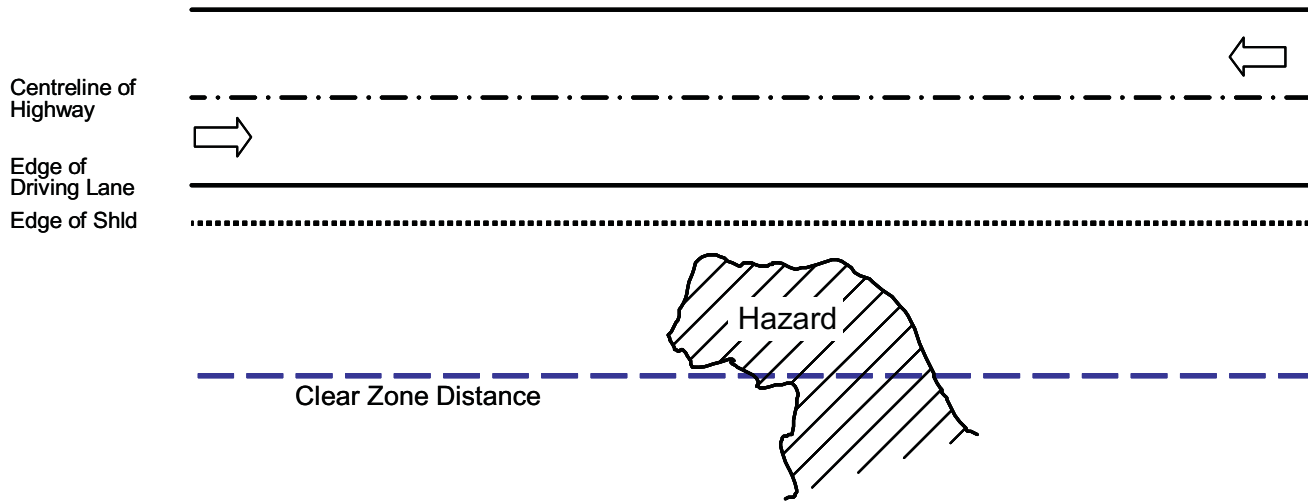 Centreline of
Highway
Edge of
Driving Lane
Edge of Shld
Hazard
Clear Zone Distance